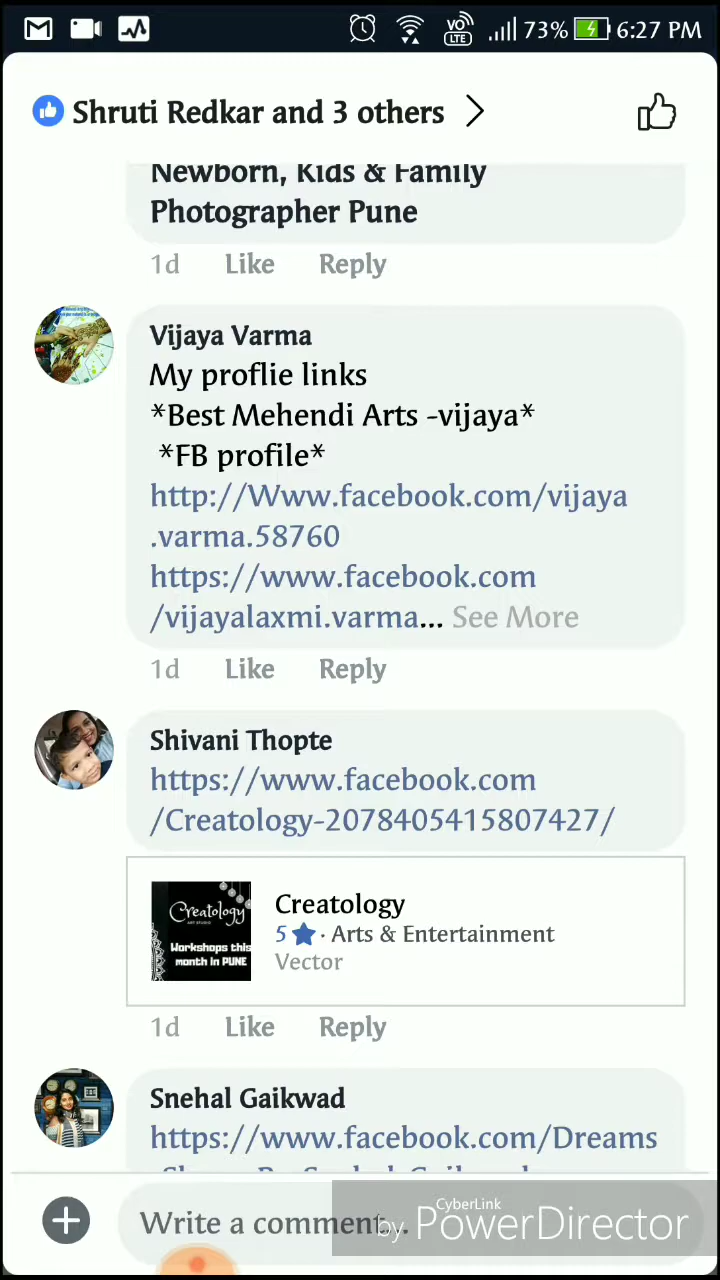 VO LTE 73% 6:27 PM
Shruti Redkar and 3 others
Newborn, Kids & Family
Photographer Pune
1d Like Reply
Vijaya Varma
My proflie links
*Best Mehendi Arts -vijaya*
*FB profile*
http://Www.facebook.com/vijaya
.varma.58760
https://www.facebook.com
/vijayalaxmi.varma... See More
1d Like Reply
Shivani Thopte
https://www.facebook.com
/Creatology-2078405415807427/
Creatology
ART STUDIO
Workshops this
month in PUNE
Creatology
5 · Arts & Entertainment
Vector
1d Like Reply
Snehal Gaikwad
https://www.facebook.com/Dreams
Write a comment...
CyberLink
by PowerDirector